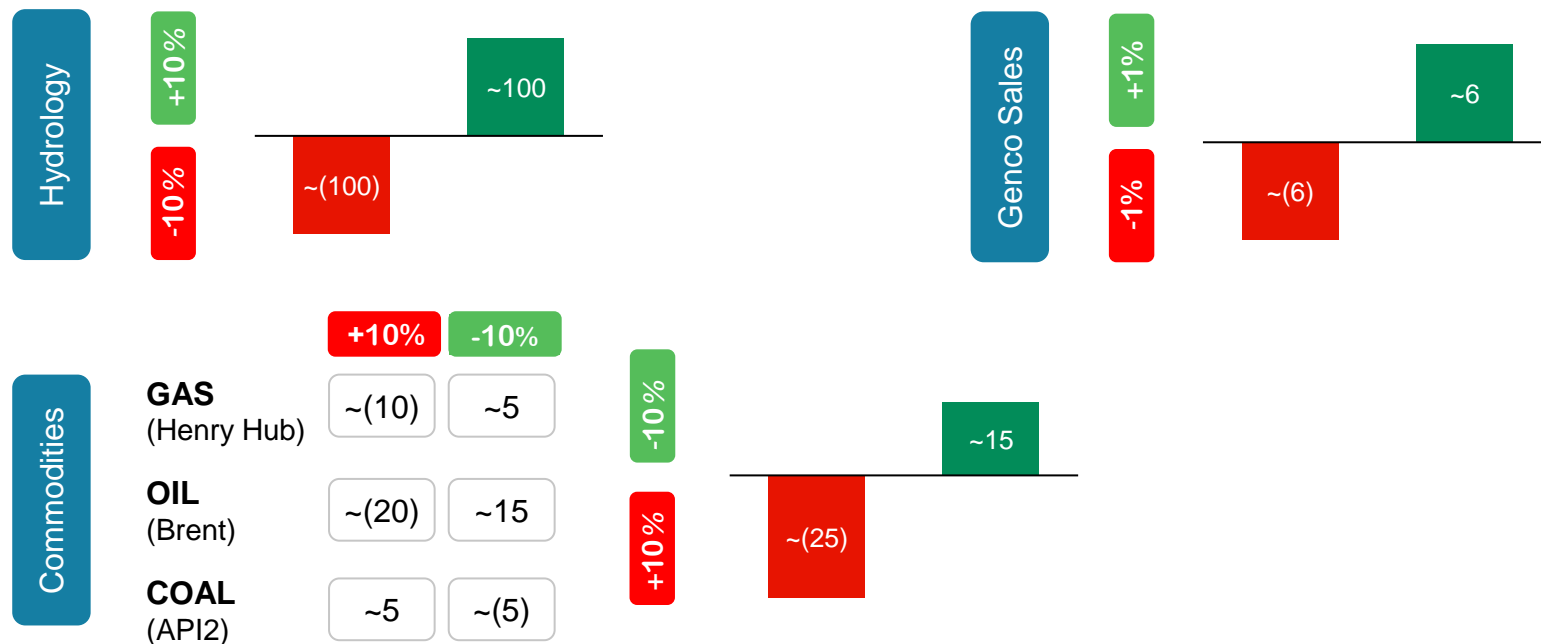 Hydrology
+10%
-10%
~(100)
~100
Genco Sales
+1%
-1%
~(6)
~6
Commodities
+10% -10%
GAS
(Henry Hub)
~(10) ~5
OIL
(Brent)
~(20) ~15
COAL
(API2)
~5 ~(5)
-10%
+10%
~(25)
~15